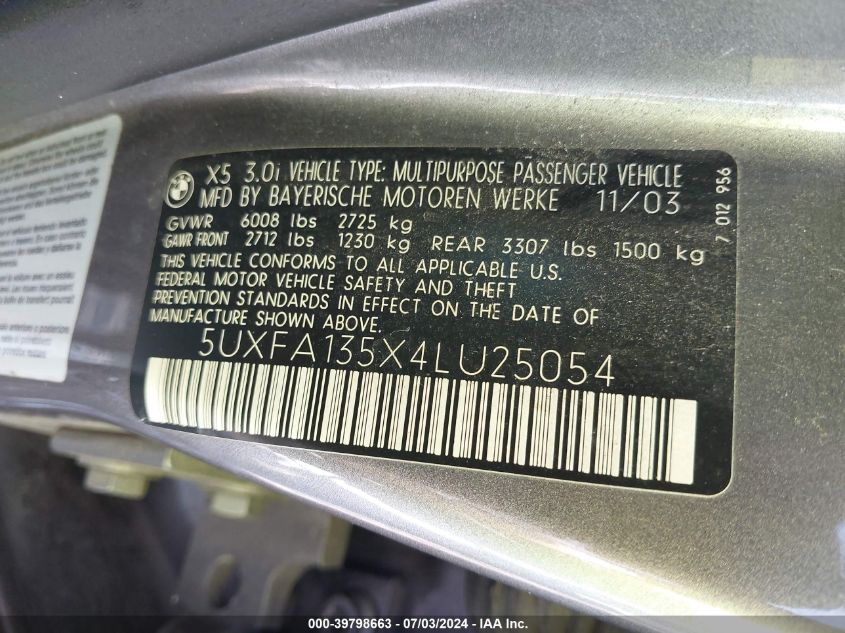 X5 3.0i VEHICLE TYPE: MULTIPURPOSE PASSENGER VEHICLE
MFD BY BAYERISCHE MOTOREN WERKE 11/03
GVWR 6008 lbs 2725 kg
GAWR FRONT 2712 lbs 1230 kg REAR 3307 lbs 1500 kg
THIS VEHICLE CONFORMS TO ALL APPLICABLE U.S.
FEDERAL MOTOR VEHICLE SAFETY AND THEFT
PREVENTION STANDARDS IN EFFECT ON THE DATE OF
MANUFACTURE SHOWN ABOVE.
5UXFA135X4LU25054
7 012 956
000-39798663 - 07/03/2024 - IAA, Inc.